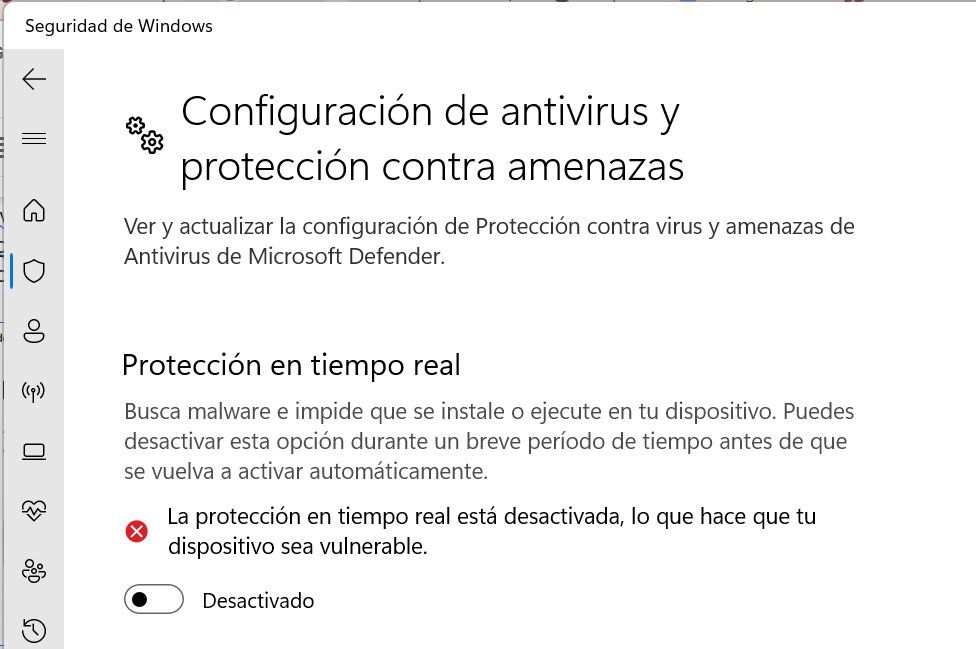 Seguridad de Windows
Configuración de antivirus y
protección contra amenazas
Ver y actualizar la configuración de Protección contra virus y amenazas de
Antivirus de Microsoft Defender.
Protección en tiempo real
Busca malware e impide que se instale o ejecute en tu dispositivo. Puedes
desactivar esta opción durante un breve período de tiempo antes de que
se vuelva a activar automáticamente.
La protección en tiempo real está desactivada, lo que hace que tu
dispositivo sea vulnerable.
Desactivado